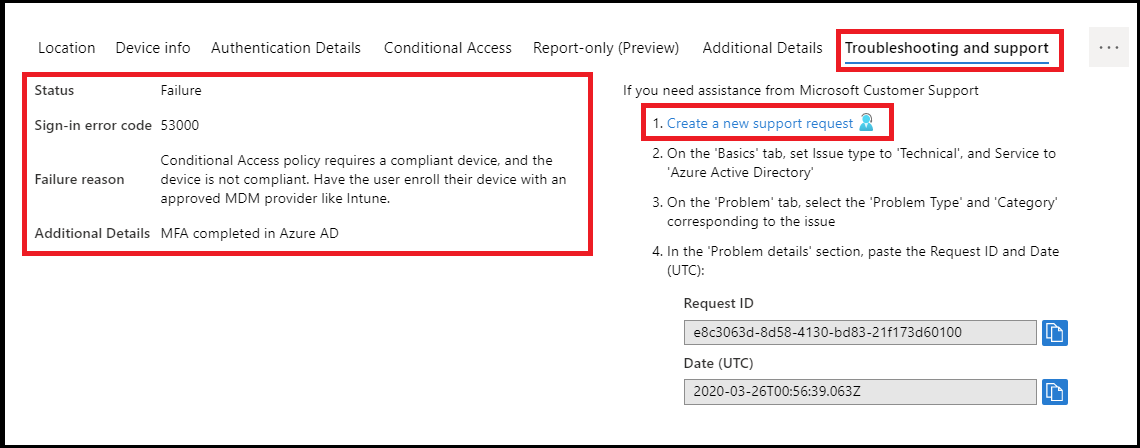 Location Device info Authentication Details Conditional Access Report-only (Preview) Additional Details Troubleshooting and support ...
Status Failure
Sign-in error code 53000
Failure reason Conditional Access policy requires a compliant device, and the
device is not compliant. Have the user enroll their device with an
approved MDM provider like Intune.
Additional Details MFA completed in Azure AD
If you need assistance from Microsoft Customer Support
1. Create a new support request
2. On the 'Basics' tab, set Issue type to 'Technical', and Service to
'Azure Active Directory'
3. On the 'Problem' tab, select the 'Problem Type' and 'Category'
corresponding to the issue
4. In the 'Problem details' section, paste the Request ID and Date
(UTC):
Request ID
e8c3063d-8d58-4130-bd83-21f173d60100
Date (UTC)
2020-03-26T00:56:39.063Z